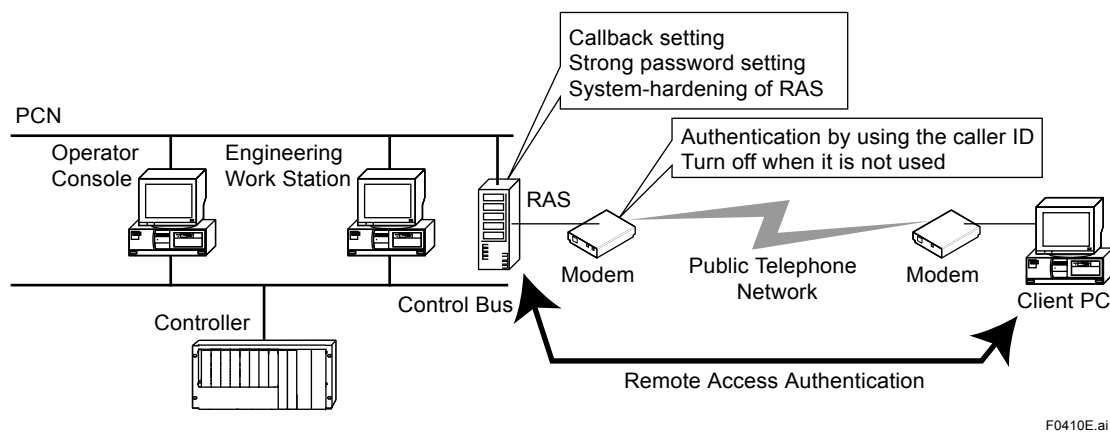 Callback setting
Strong password setting
System-hardening of RAS
PCN
Authentication by using the caller ID
Turn off when it is not used
Operator
Console
Engineering
Work Station
RAS
Modem
Public Telephone
Network
Modem
Client PC
Control Bus
Controller
Remote Access Authentication
F0410E.ai